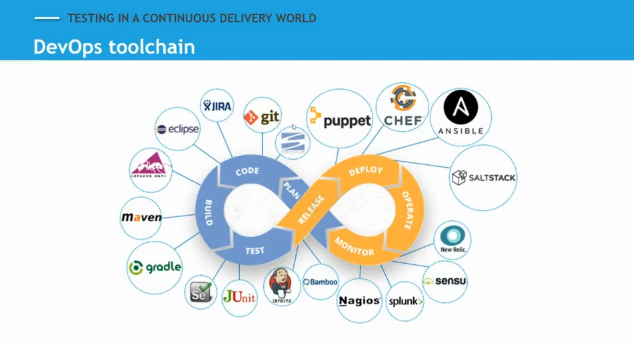 TESTING IN A CONTINUOUS DELIVERY WORLD
DevOps toolchain
JIRA
git
puppet
CHEF
ANSIBLE
eclipse
SALTSTACK
CODE
PLAN
DEPLOY
BUILD
RELEASE
OPERATE
maven
TEST
MONITOR
New Relic.
gradle
Se
JUnit
Jenkins
Bamboo
Nagios
splunk>
sensu